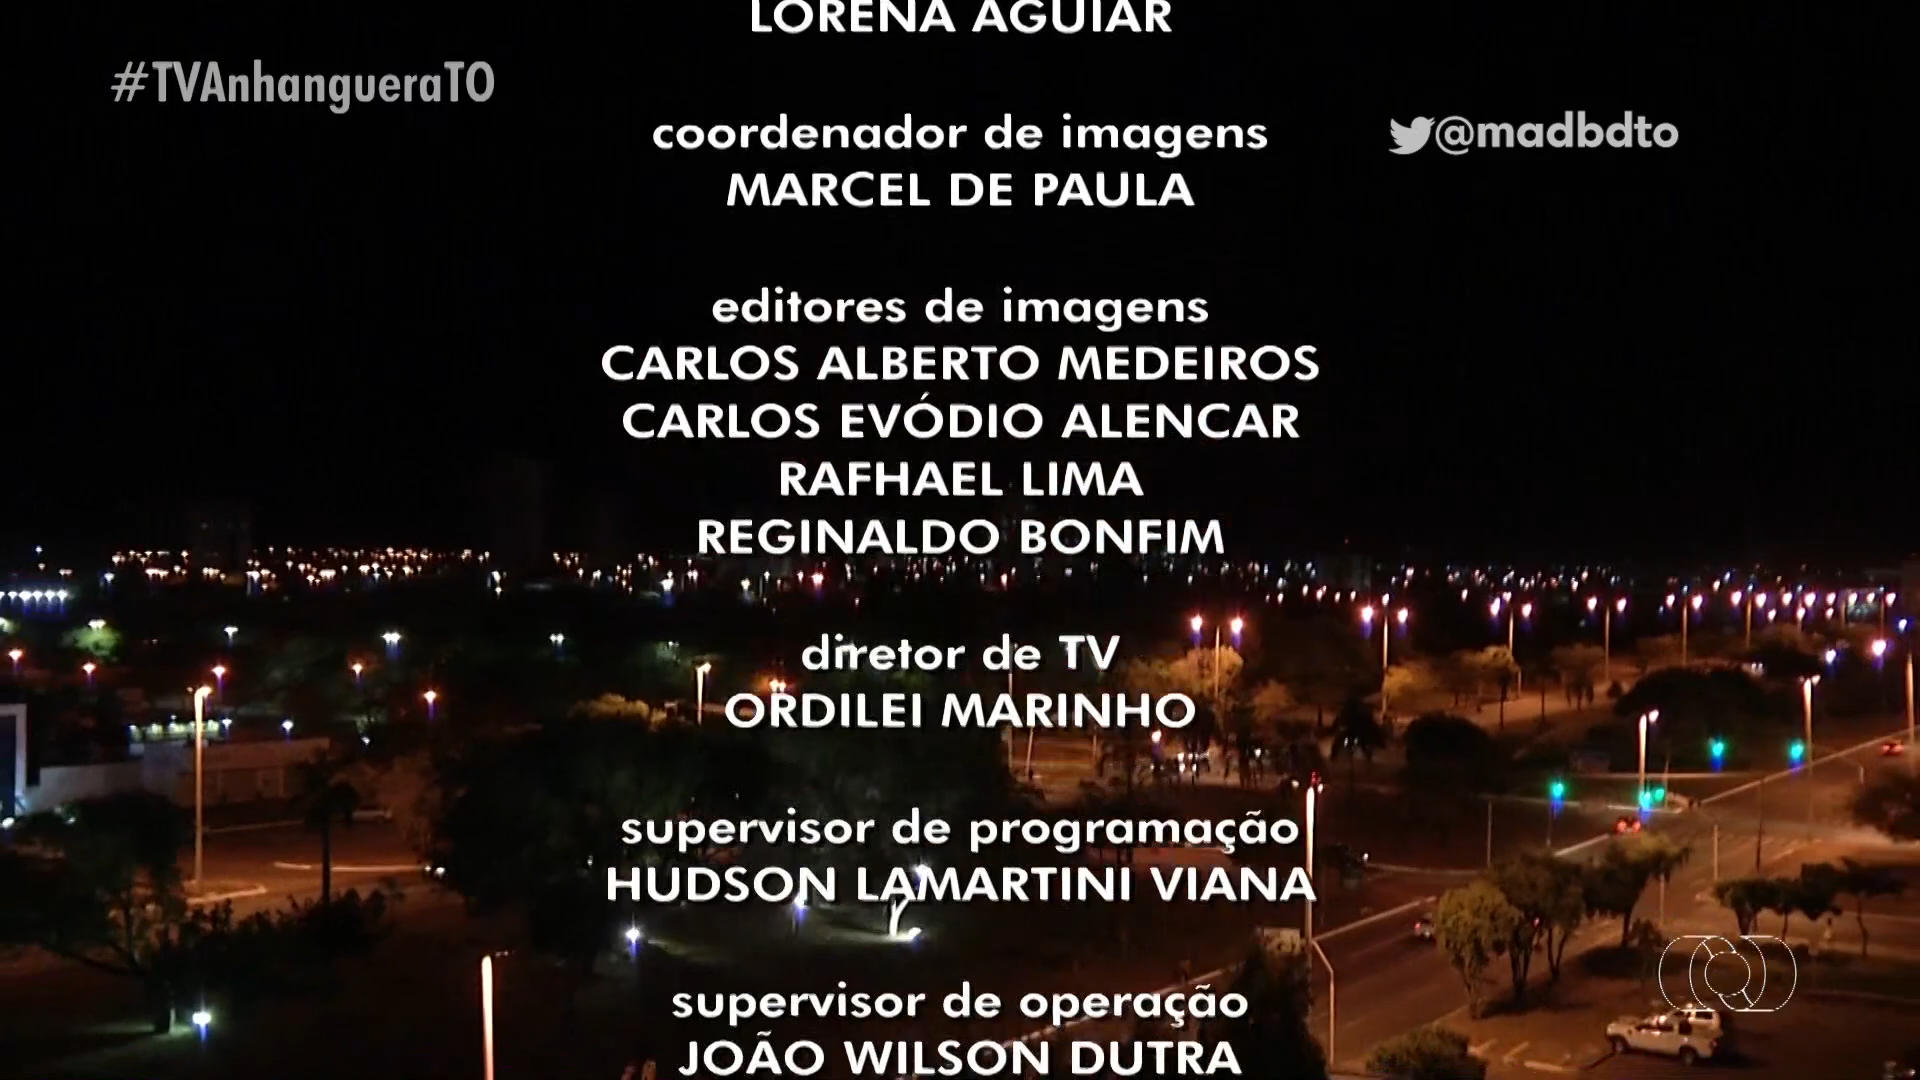 LORENA AGUIAR
#TVAnhangueraTO
@madbdto
coordenador de imagens
MARCEL DE PAULA
editores de imagens
CARLOS ALBERTO MEDEIROS
CARLOS EVÓDIO ALENCAR
RAFHAEL LIMA
REGINALDO BONFIM
diretor de TV
ORDILEI MARINHO
supervisor de programação
HUDSON LAMARTINI VIANA
supervisor de operação
JOÃO WILSON DUTRA